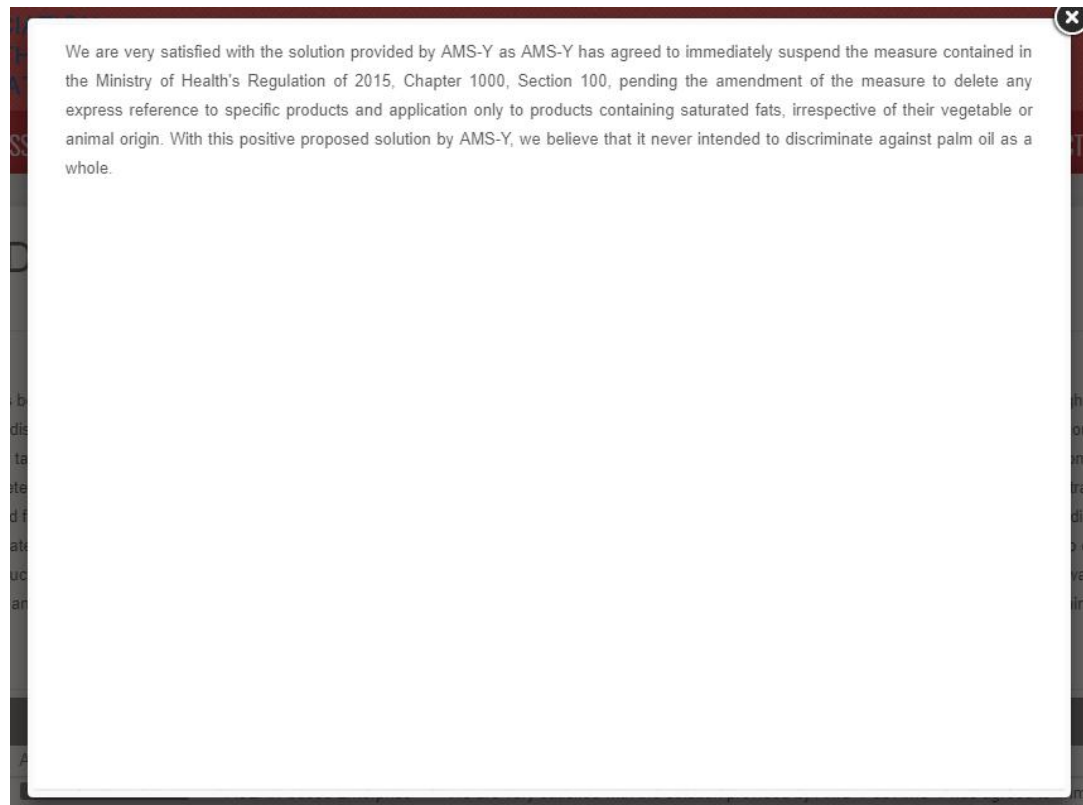 We are very satisfied with the solution provided by AMS-Y as AMS-Y has agreed to immediately suspend the measure contained in
the Ministry of Health's Regulation of 2015, Chapter 1000, Section 100, pending the amendment of the measure to delete any
express reference to specific products and application only to products containing saturated fats, irrespective of their vegetable or
animal origin. With this positive proposed solution by AMS-Y, we believe that it never intended to discriminate against palm oil as a
whole.